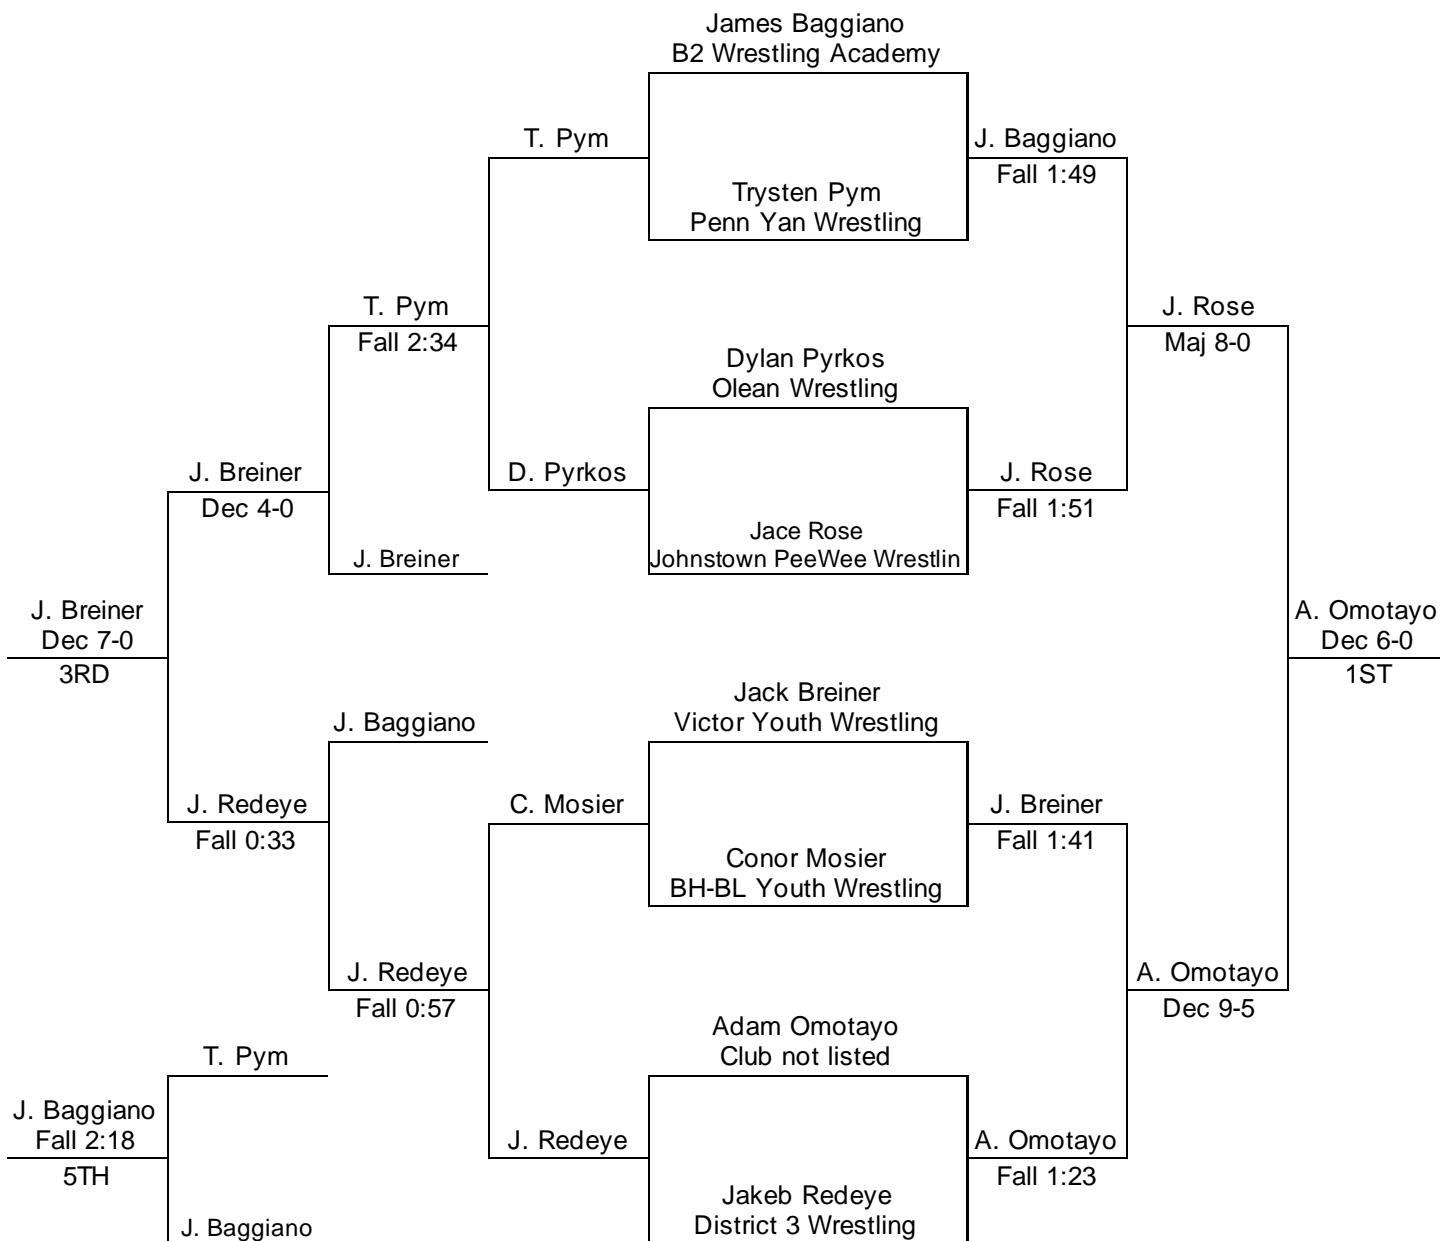 James Baggiano
B2 Wrestling Academy
T. Pym
J. Baggiano
Fall 1:49
Trysten Pym
Penn Yan Wrestling
T. Pym
Fall 2:34
J. Rose
Maj 8-0
Dylan Pyrkos
Olean Wrestling
J. Breiner
Dec 4-0
D. Pyrkos
J. Rose
Fall 1:51
Jace Rose
Johnstown PeeWee Wrestlin
J. Breiner
J. Breiner
Dec 7-0
3RD
A. Omotayo
Dec 6-0
1ST
Jack Breiner
Victor Youth Wrestling
J. Baggiano
J. Redeye
Fall 0:33
C. Mosier
J. Breiner
Fall 1:41
Conor Mosier
BH-BL Youth Wrestling
J. Redeye
Fall 0:57
A. Omotayo
Dec 9-5
Adam Omotayo
Club not listed
T. Pym
J. Baggiano
Fall 2:18
5TH
J. Redeye
A. Omotayo
Fall 1:23
Jakeb Redeye
District 3 Wrestling
J. Baggiano